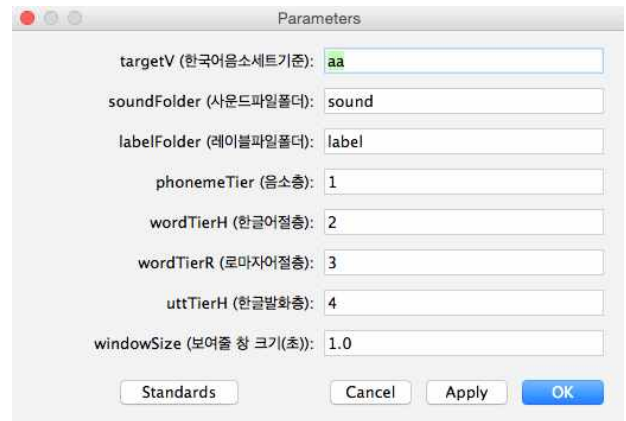 Parameters
targetV (한국어음소세트기준): aa
soundFolder (사운드파일폴더): sound
labelFolder (레이블파일폴더): label
phonemeTier (음소층): 1
wordTierH (한글어절층): 2
wordTierR (로마자어절층): 3
uttTierH (한글발화층): 4
windowSize (보여줄 창 크기(초)): 1.0
Standards Cancel Apply OK